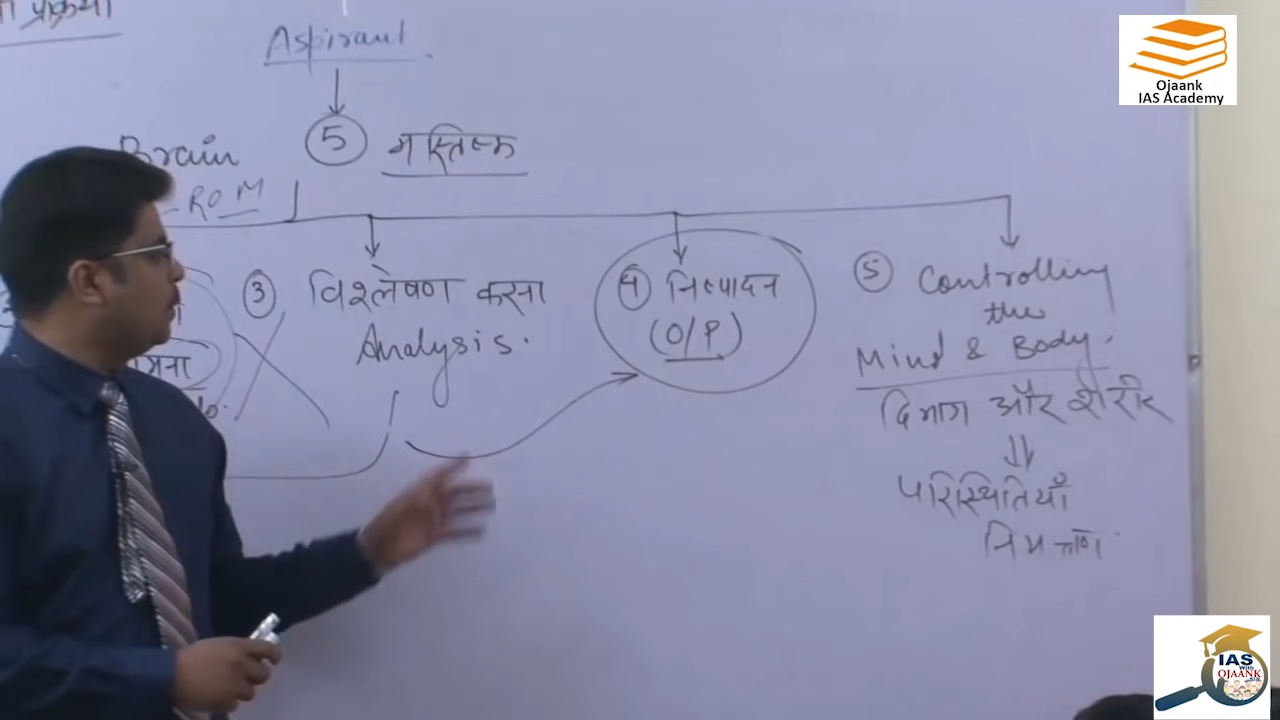 Aspirant.
5 मस्तिष्क
Brain
ROM
3 विश्लेषण करना
Analysis.
4 निष्पादन
(O/P)
5 Controlling
the
Mind & Body.
दिमाग और शरीर
परिस्थितियाँ
नियंत्रण
Ojaank
IAS Academy
IAS
With
OJAANK